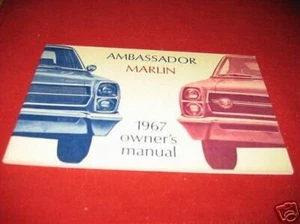 AMBASSADOR
MARLIN
1967
owner's
manual